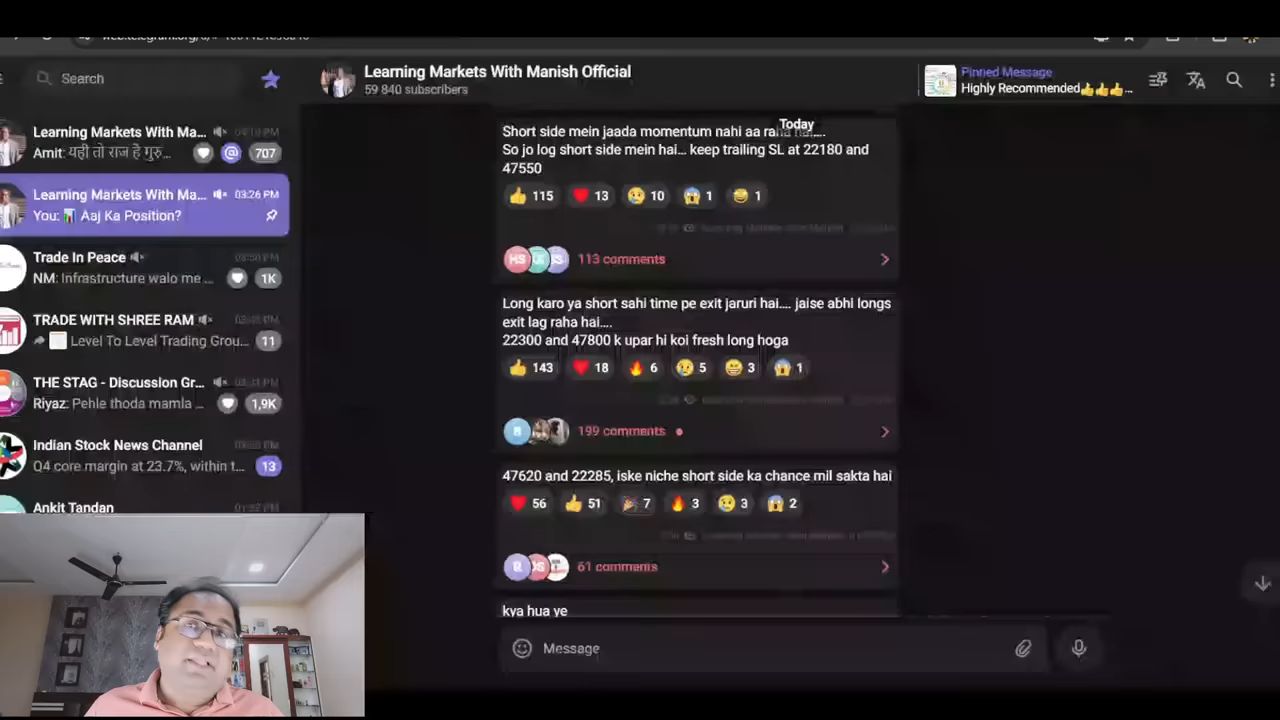 Search
Learning Markets With Ma...
Amit: यही तो राज हे गुरु...
@
707
Learning Markets With Ma...
03:26 PM
You: 📊 Aaj Ka Position?
Trade In Peace
NM: Infrastructure walo me ...
1K
TRADE WITH SHREE RAM
Level To Level Trading Grou...
11
THE STAG - Discussion Gr...
Riyaz: Pehle thoda mamla ...
1,9K
Indian Stock News Channel
Q4 core margin at 23.7%, within t...
13
Ankit Tandan
Learning Markets With Manish Official
59 840 subscribers
Pinned Message
Highly Recommended👍👍👍...
Today
Short side mein jaada momentum nahi aa raha hai....
So jo log short side mein hai... keep trailing SL at 22180 and
47550
👍 115 ❤️ 13 😢 10 😱 1 😁 1
HS
113 comments
Long karo ya short sahi time pe exit jaruri hai.... jaise abhi longs
exit lag raha hai....
22300 and 47800 k upar hi koi fresh long hoga
👍 143 ❤️ 18 🔥 6 😢 5 😁 3 😱 1
199 comments
47620 and 22285, iske niche short side ka chance mil sakta hai
❤️ 56 👍 51 🎉 7 🔥 3 😢 3 😱 2
61 comments
kya hua ye
Message